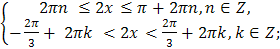 {2πn ≤ 2x ≤ π + 2πn, n ∈ Z,
−2π/3 + 2πk < 2x < 2π/3 + 2πk, k ∈ Z;